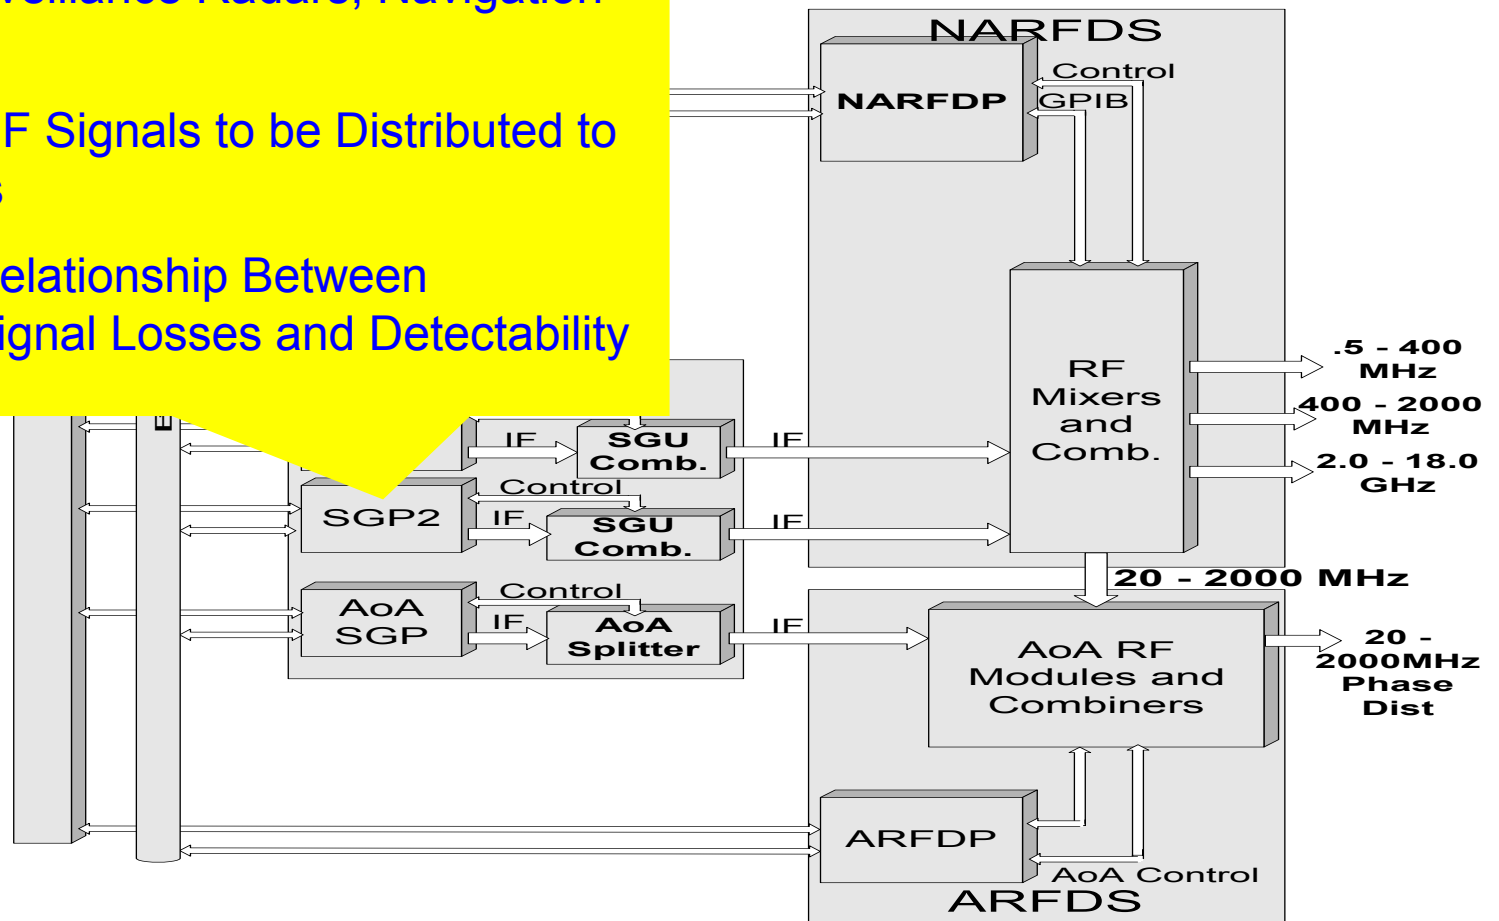 Radars, Navigation
Signals to be Distributed to
Between
Losses and Detectability
NARFDS
NARFDP
Control
GPIB
RF
Mixers
and
Comb.
.5 - 400
MHz
400 - 2000
MHz
2.0 - 18.0
GHz
IF
SGU
Comb.
IF
Control
SGP2
IF
SGU
Comb.
IF
20 - 2000 MHz
Control
AoA
SGP
IF
AoA
Splitter
IF
AoA RF
Modules and
Combiners
20 -
2000MHz
Phase
Dist
ARFDP
AoA Control
ARFDS